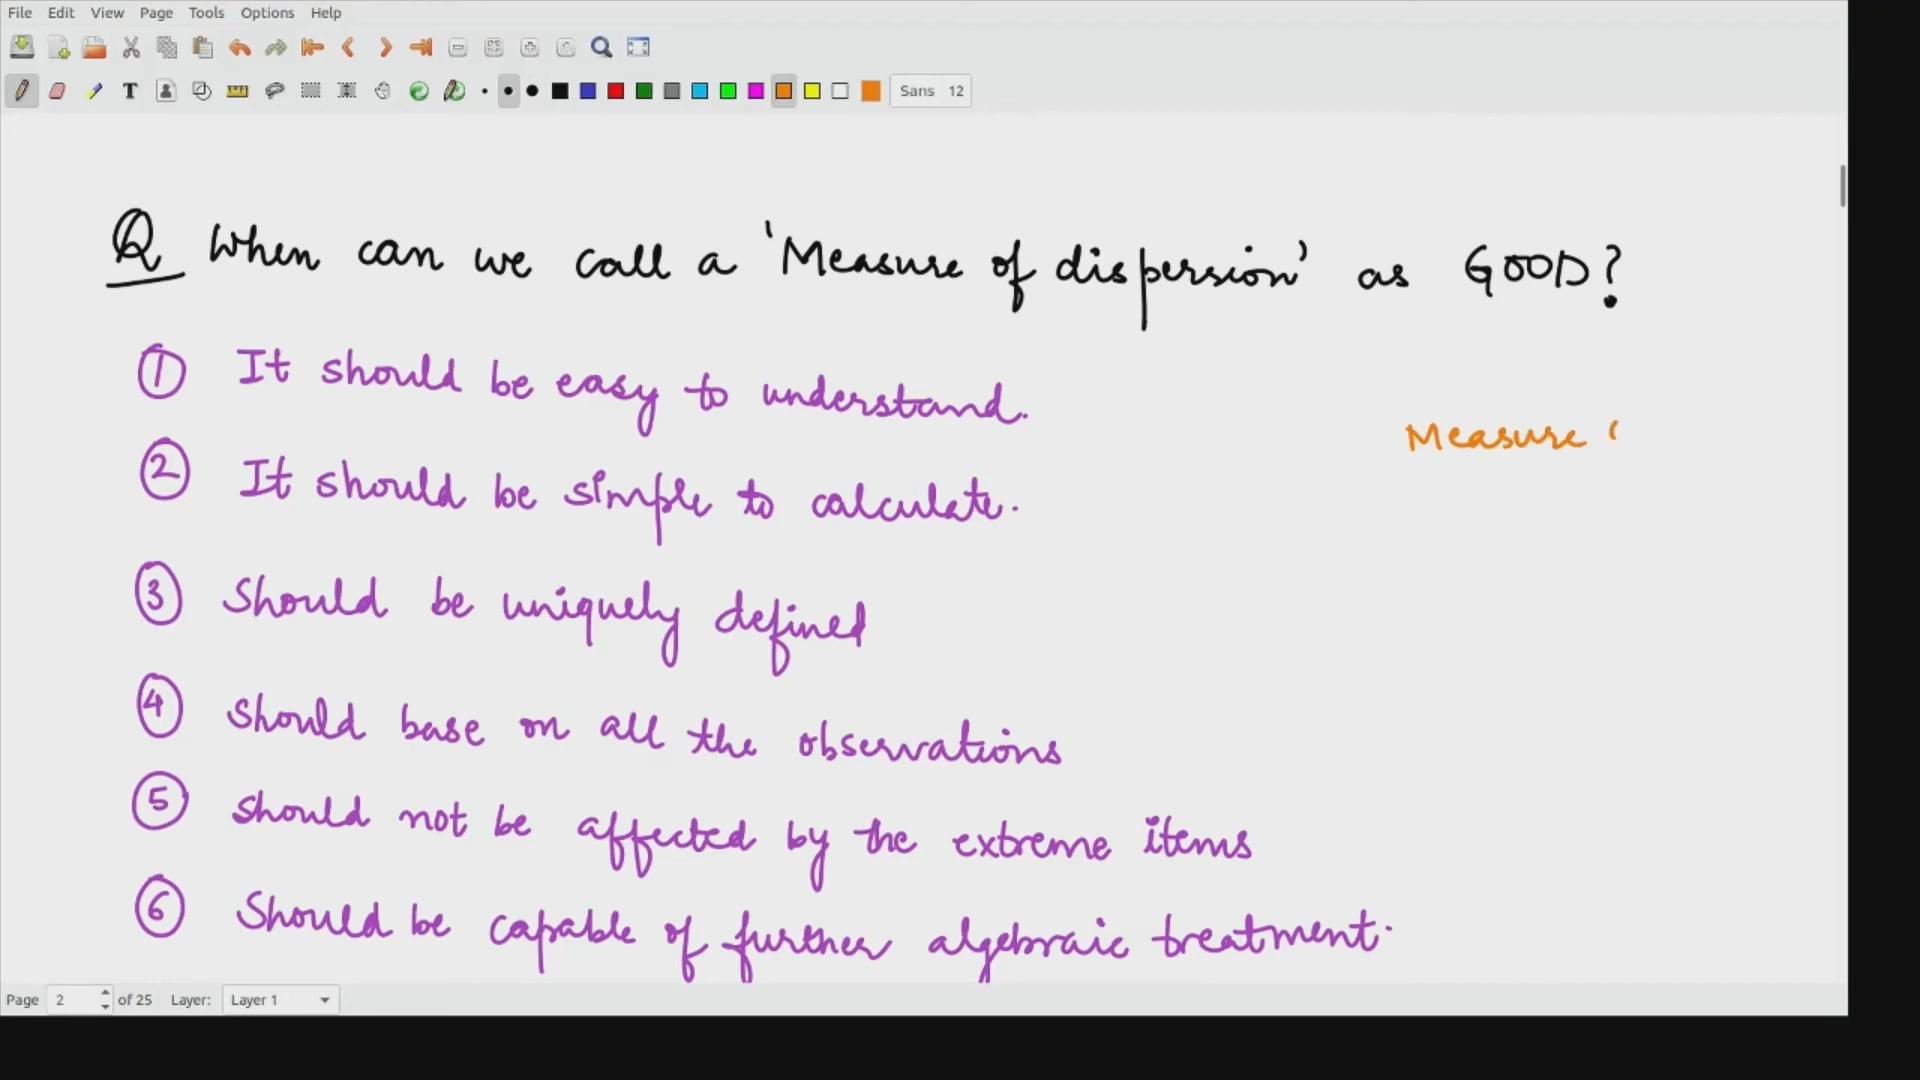 File Edit View Page Tools Options Help
T Sans 12
Q When can we call a 'Measure of dispersion' as GOOD?
① It should be easy to understand.
Measure
② It should be simple to calculate.
③ Should be uniquely defined
④ Should base on all the observations
⑤ Should not be affected by the extreme items
⑥ Should be capable of further algebraic treatment.
Page 2 of 25 Layer: Layer 1